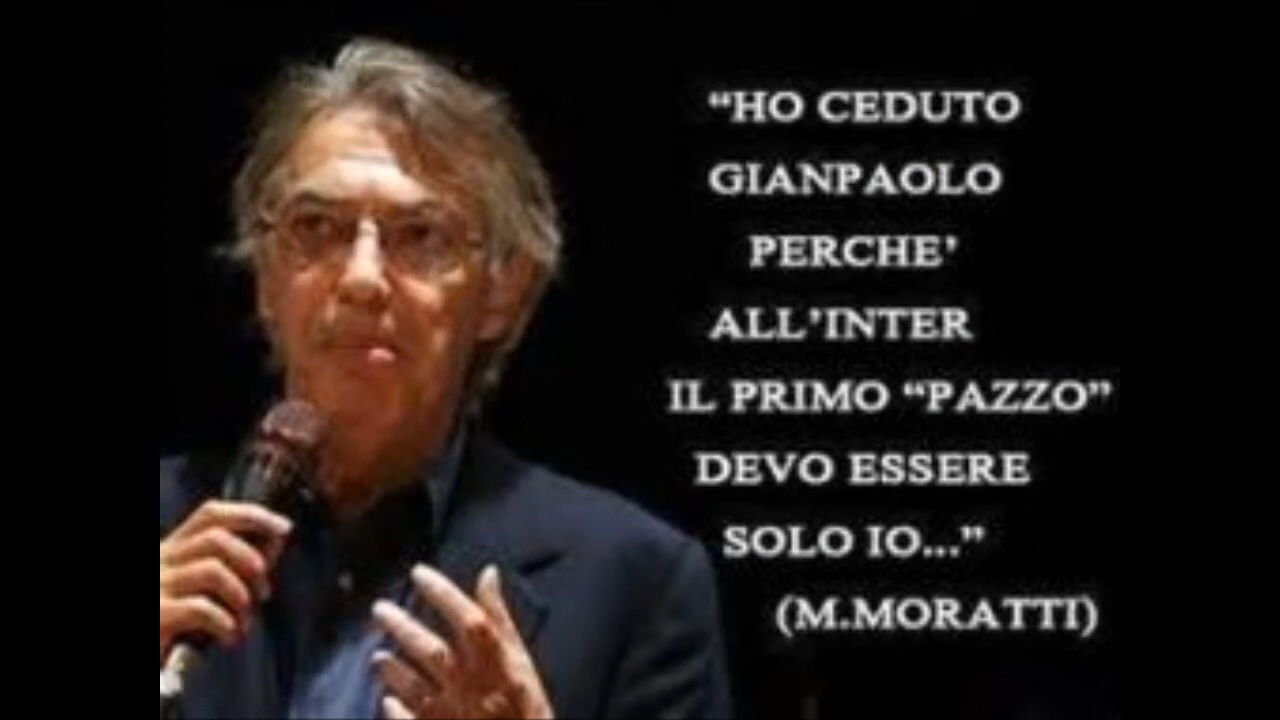 “HO CEDUTO
GIANPAOLO
PERCHE’
ALL’INTER
IL PRIMO “PAZZO”
DEVO ESSERE
SOLO IO...”
(M.MORATTI)